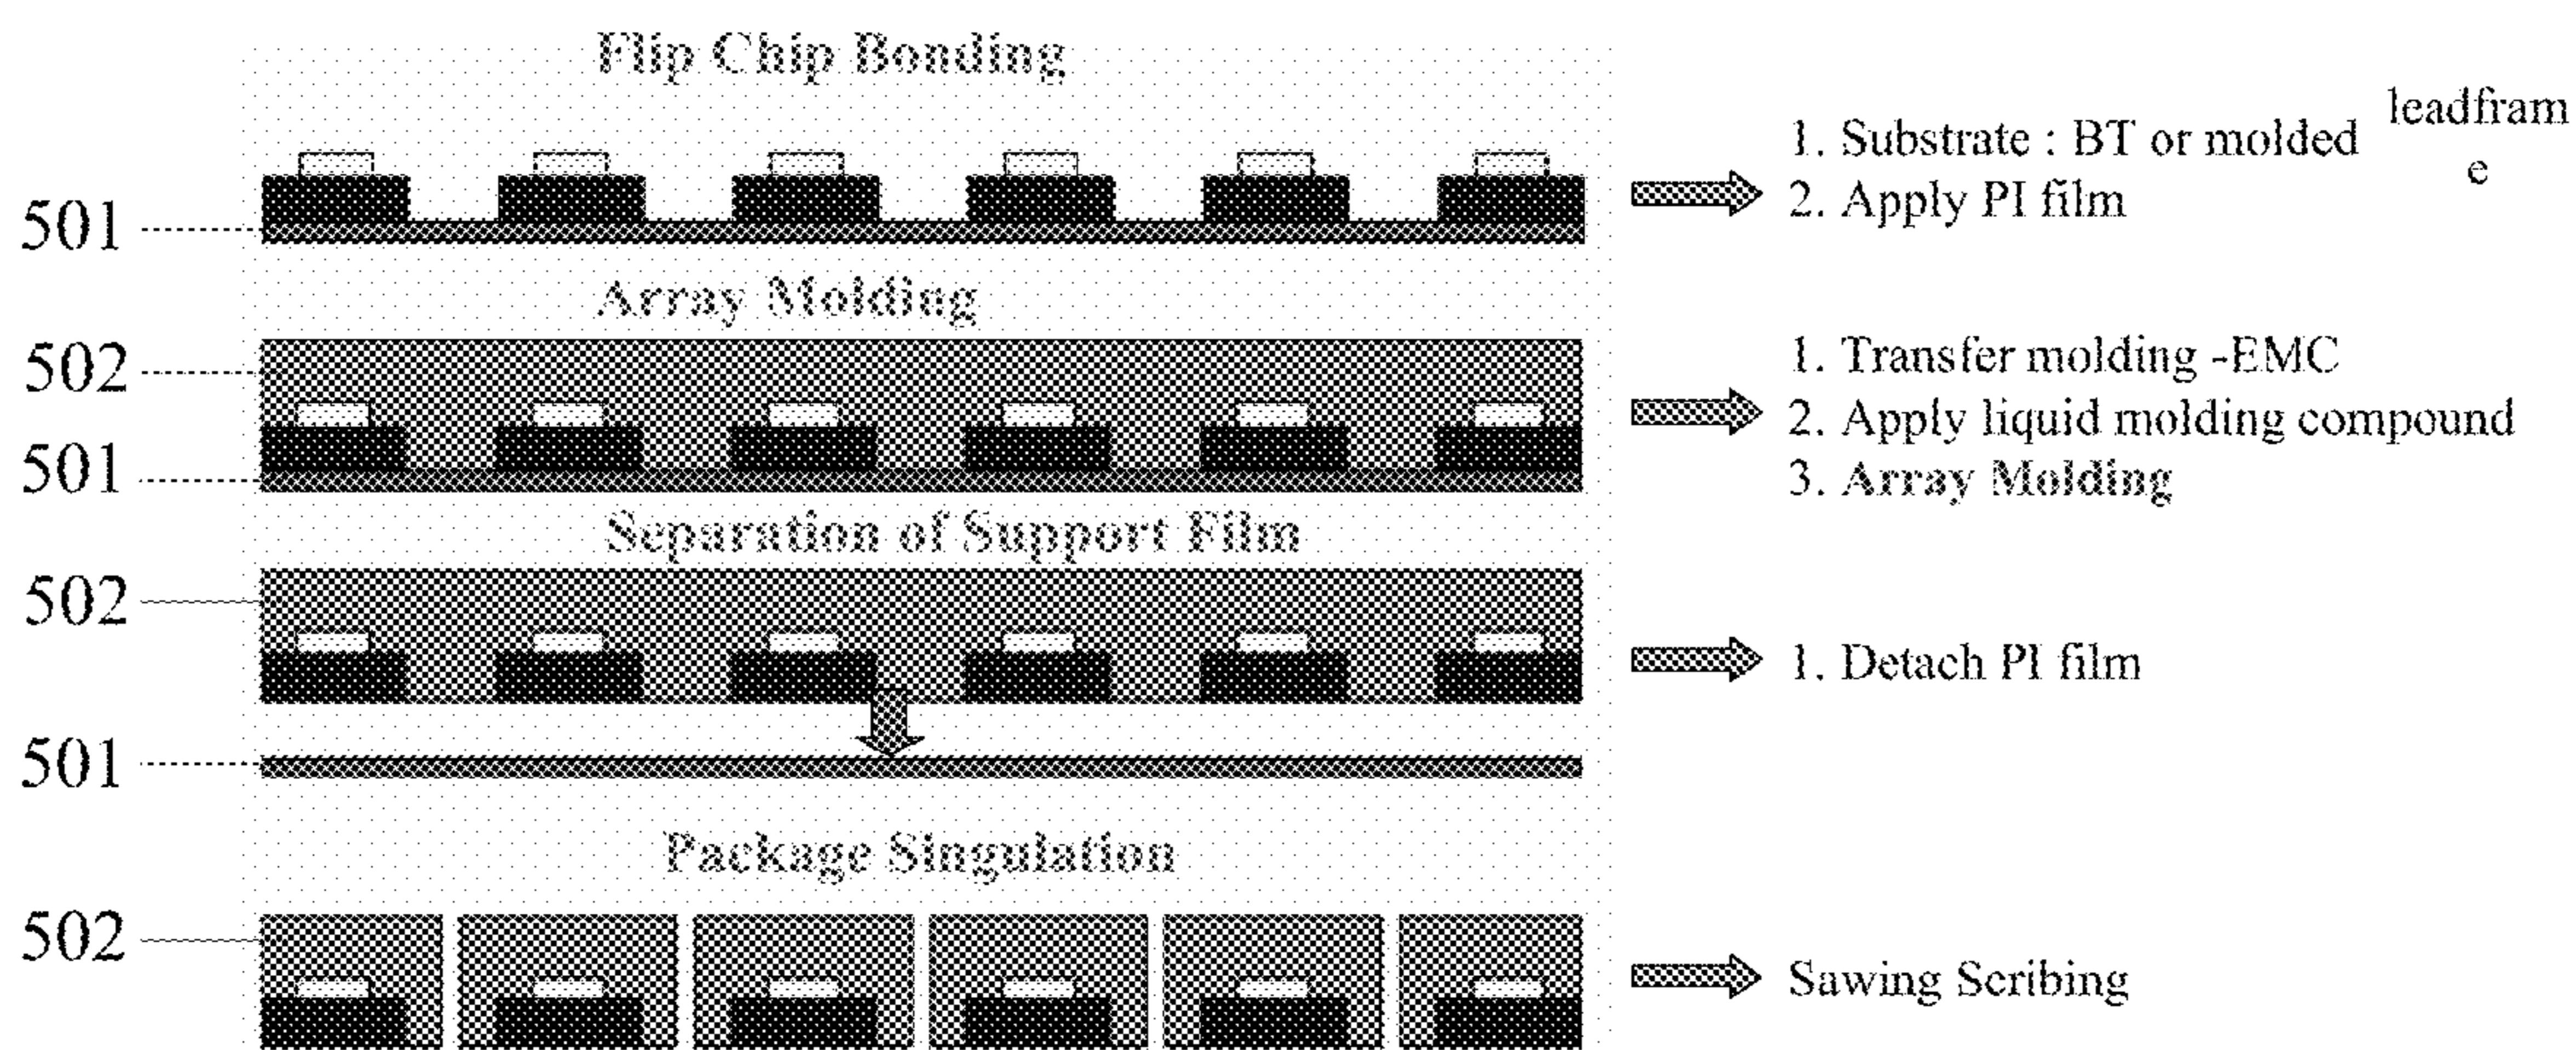 Flip Chip Bonding
leadfram
e
1. Substrate : BT or molded
2. Apply PI film
501
Array Molding
502
501
1. Transfer molding -EMC
2. Apply liquid molding compound
3. Array Molding
Separation of Support Film
502
1. Detach PI film
501
Package Singulation
502
Sawing Scribing